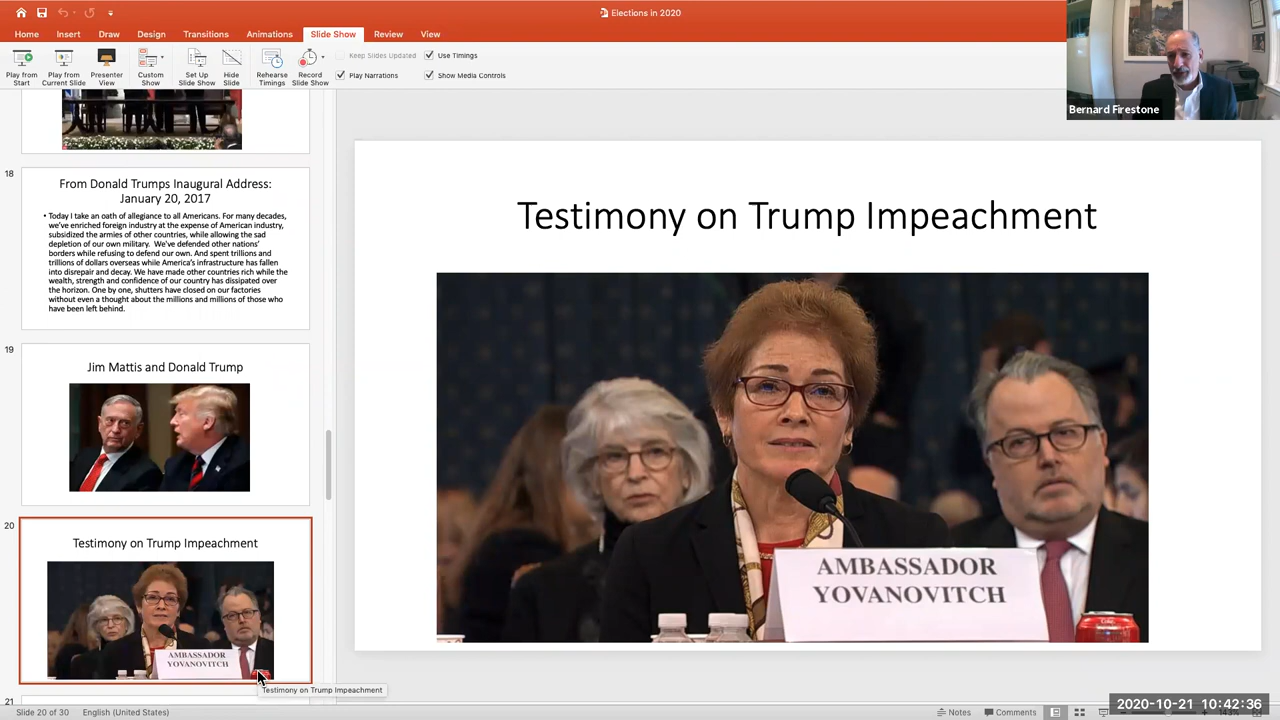 Elections in 2020
Home Insert Draw Design Transitions Animations Slide Show Review View
Play from Start
Play from Current Slide
Presenter View
Custom Show
Set Up Slide Show
Hide Slide
Rehearse Timings
Record Slide Show
Keep Slides Updated
Play Narrations
Use Timings
Show Media Controls
Bernard Firestone
18
From Donald Trumps Inaugural Address:
January 20, 2017
• Today I take an oath of allegiance to all Americans. For many decades,
we've enriched foreign industry at the expense of American industry,
subsidized the armies of other countries, while allowing the sad
depletion of our own military. We've defended other nations'
borders while refusing to defend our own. And spent trillions and
trillions of dollars overseas while America's infrastructure has fallen
into disrepair and decay. We have made other countries rich while the
wealth, strength and confidence of our country has dissipated over
the horizon. One by one, shutters have closed on our factories
without even a thought about the millions and millions of those who
have been left behind.
19
Jim Mattis and Donald Trump
20
Testimony on Trump Impeachment
AMBASSADOR
YOVANOVITCH
Testimony on Trump Impeachment
21
Testimony on Trump Impeachment
AMBASSADOR
YOVANOVITCH
Slide 20 of 30 English (United States)
Notes Comments
2020-10-21 10:42:36